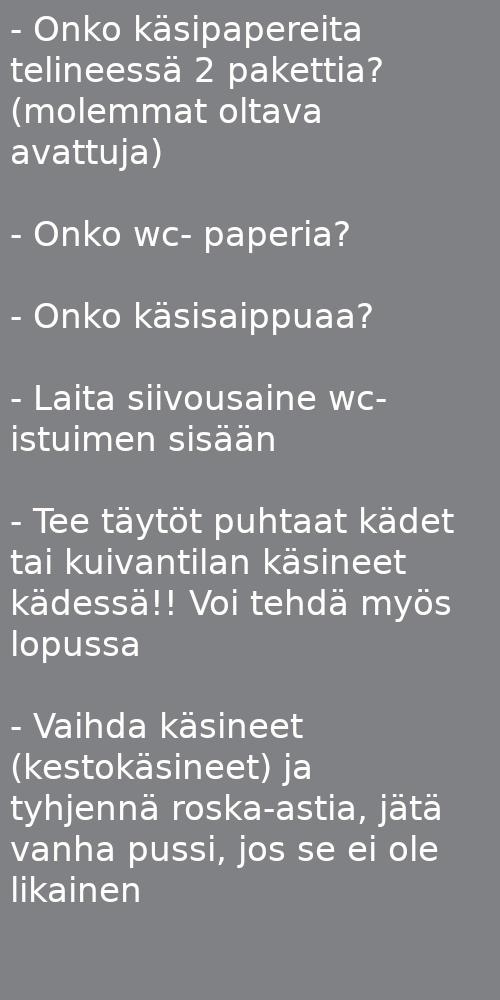 - Onko käsipapereita
telineessä 2 pakettia?
(molemmat oltava
avattuja)
- Onko wc- paperia?
- Onko käsisaippuaa?
- Laita siivousaine wc-
istuimen sisään
- Tee täytöt puhtaat kädet
tai kuivantilan käsineet
kädessä!! Voi tehdä myös
lopussa
- Vaihda käsineet
(kestokäsineet) ja
tyhjennä roska-astia, jätä
vanha pussi, jos se ei ole
likainen